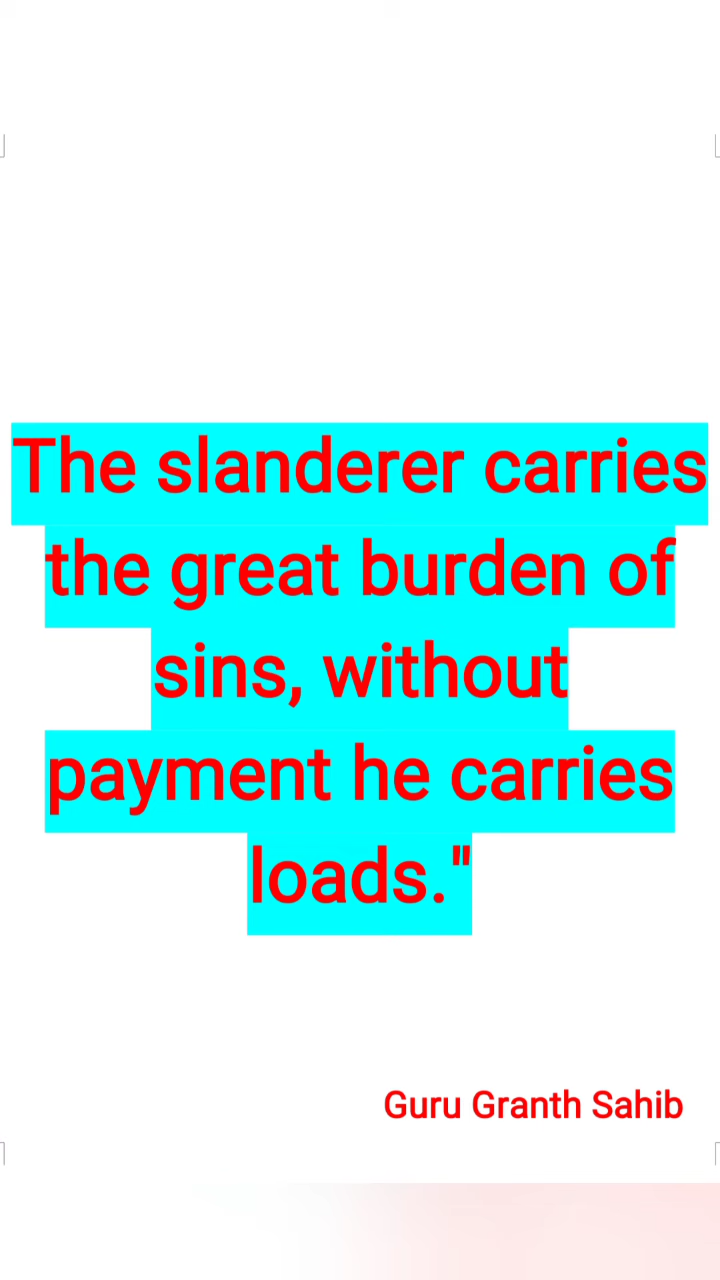 The slanderer carries
the great burden of
sins, without
payment he carries
loads."
Guru Granth Sahib